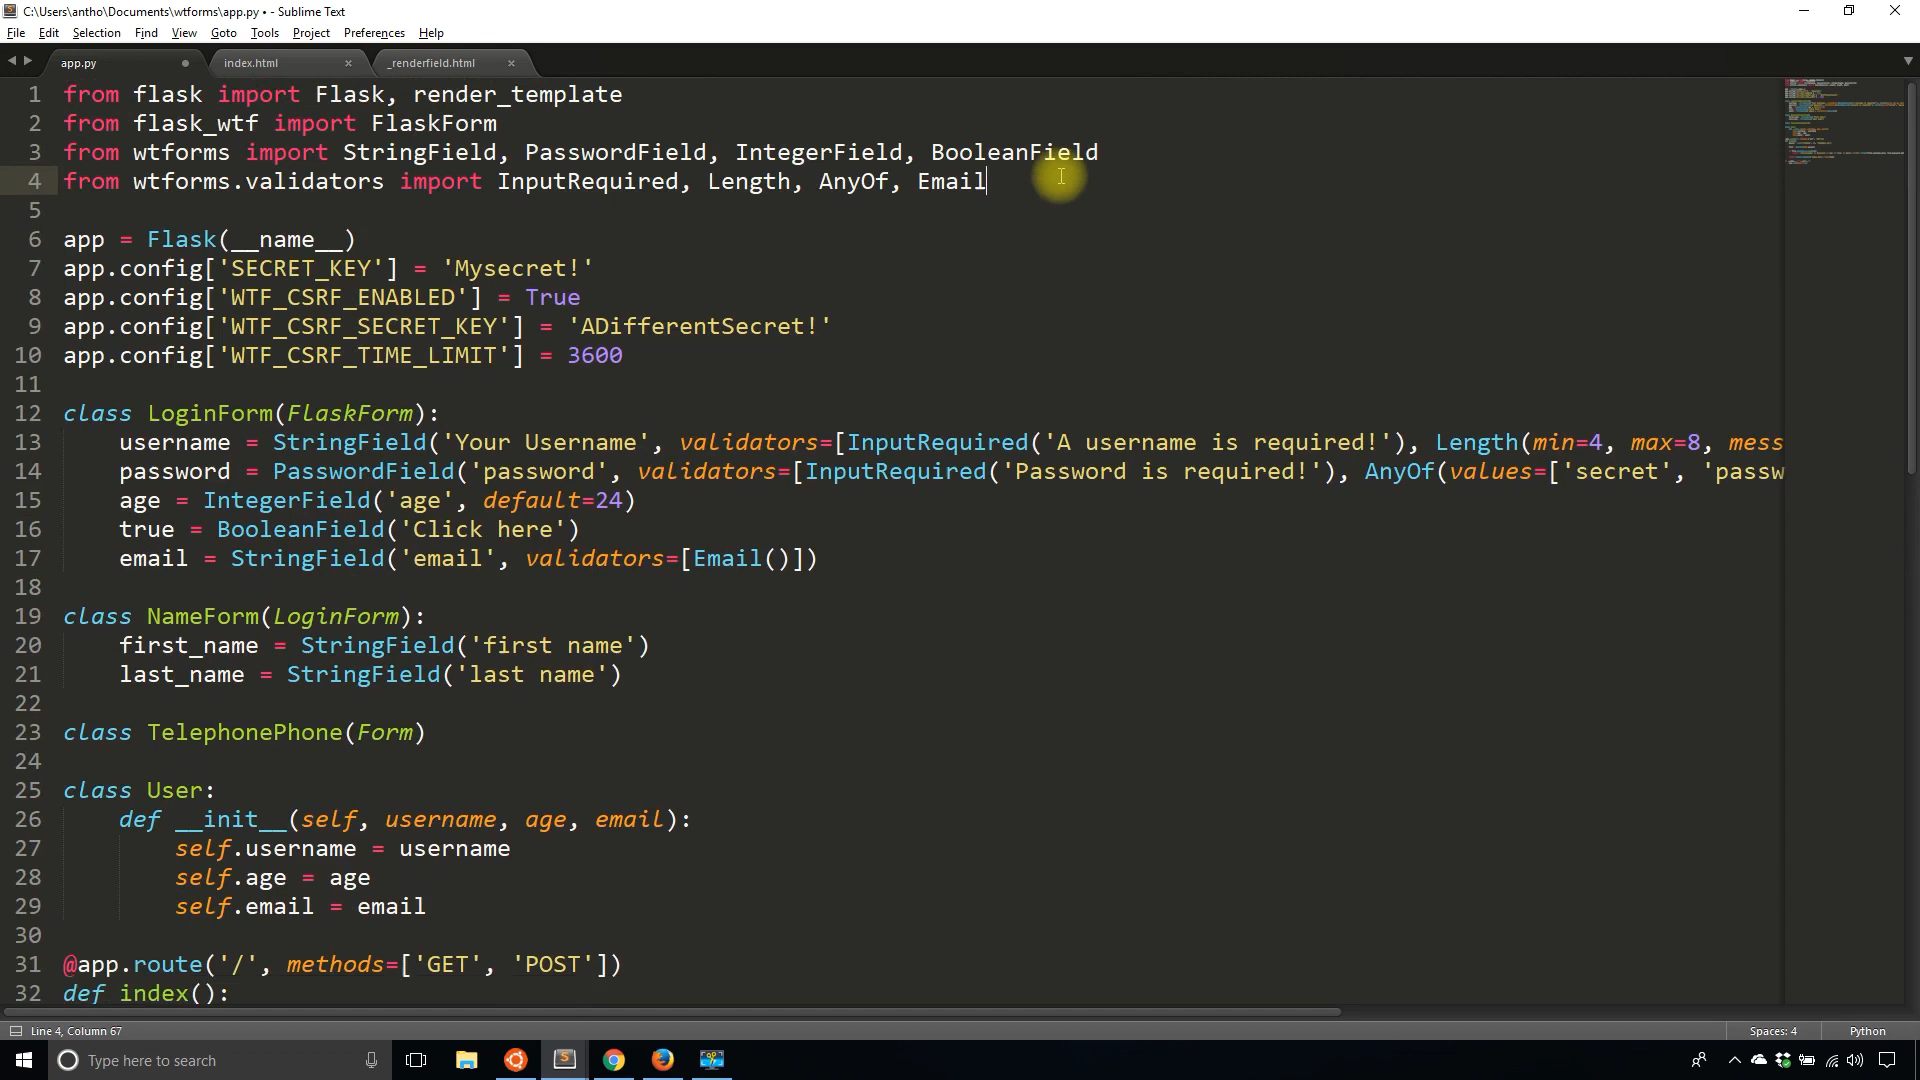 C:\Users\antho\Documents\wtforms\app.py • - Sublime Text
File Edit Selection Find View Goto Tools Project Preferences Help
app.py index.html _renderfield.html
1 from flask import Flask, render_template
2 from flask_wtf import FlaskForm
3 from wtforms import StringField, PasswordField, IntegerField, BooleanField
4 from wtforms.validators import InputRequired, Length, AnyOf, Email
5
6 app = Flask(__name__)
7 app.config['SECRET_KEY'] = 'Mysecret!'
8 app.config['WTF_CSRF_ENABLED'] = True
9 app.config['WTF_CSRF_SECRET_KEY'] = 'ADifferentSecret!'
10 app.config['WTF_CSRF_TIME_LIMIT'] = 3600
11
12 class LoginForm(FlaskForm):
13     username = StringField('Your Username', validators=[InputRequired('A username is required!'), Length(min=4, max=8, mess
14     password = PasswordField('password', validators=[InputRequired('Password is required!'), AnyOf(values=['secret', 'passw
15     age = IntegerField('age', default=24)
16     true = BooleanField('Click here')
17     email = StringField('email', validators=[Email()])
18
19 class NameForm(LoginForm):
20     first_name = StringField('first name')
21     last_name = StringField('last name')
22
23 class TelephonePhone(Form)
24
25 class User:
26     def __init__(self, username, age, email):
27         self.username = username
28         self.age = age
29         self.email = email
30
31 @app.route('/', methods=['GET', 'POST'])
32 def index():
Line 4, Column 67 Spaces: 4 Python
Type here to search